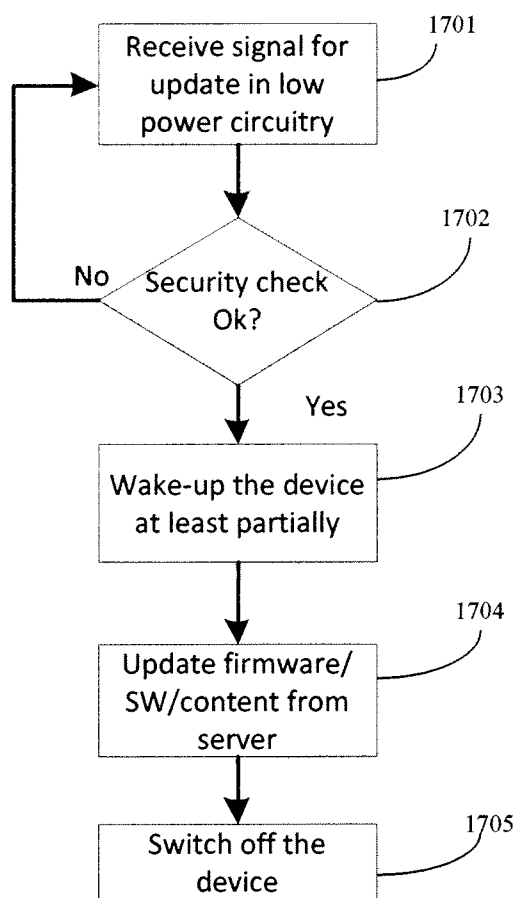 1701
Receive signal for
update in low
power circuitry
1702
Security check
Ok?
No
Yes
1703
Wake-up the device
at least partially
1704
Update firmware/
SW/content from
server
1705
Switch off the
device